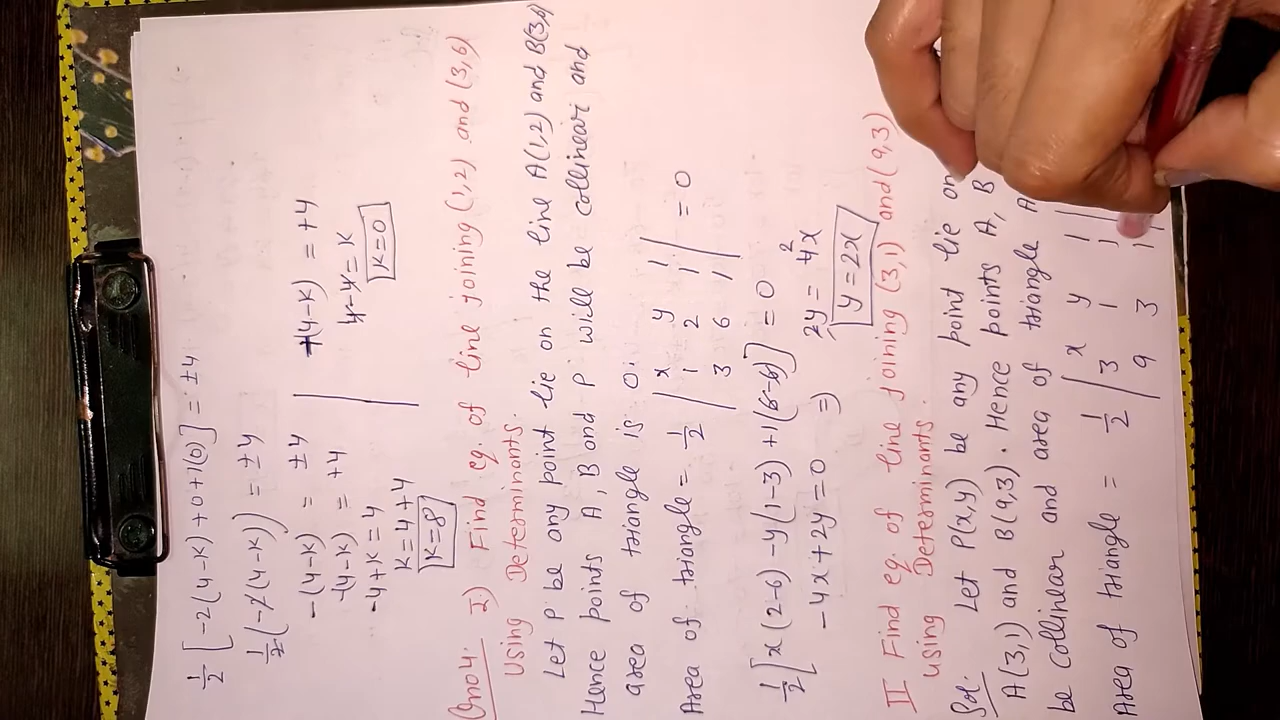 1/2 [-2(4-K)+0+1(0)] = ±4
1/2 (-2(4-K)) = ±4
-(4-K) = ±4
-(4-K) = +4
-4+K = 4
K = 4+4
K=8
+(4-K) = +4
4-4 = K
K=0
Qno4. I) Find eq. of line joining (1,2) and (3,6)
Using Determinants.
Let P be any point lie on the line A(1,2) and B(3,6)
Hence points A, B and P will be collinear and
area of triangle is 0.
Area of triangle = 1/2 | x y 1 |
| 1 2 1 | = 0
| 3 6 1 |
1/2 [x(2-6) -y(1-3) +1(6-6)] = 0
-4x+2y=0 => 2y = 4x 2
y=2x
II Find eq. of line joining (3,1) and (9,3)
using Determinants.
Sol. Let P(x,y) be any point lie on
A(3,1) and B(9,3). Hence points A, B
be collinear and area of triangle A
Area of triangle = 1/2 | x y 1 |
| 3 1 1 |
| 9 3 1 |